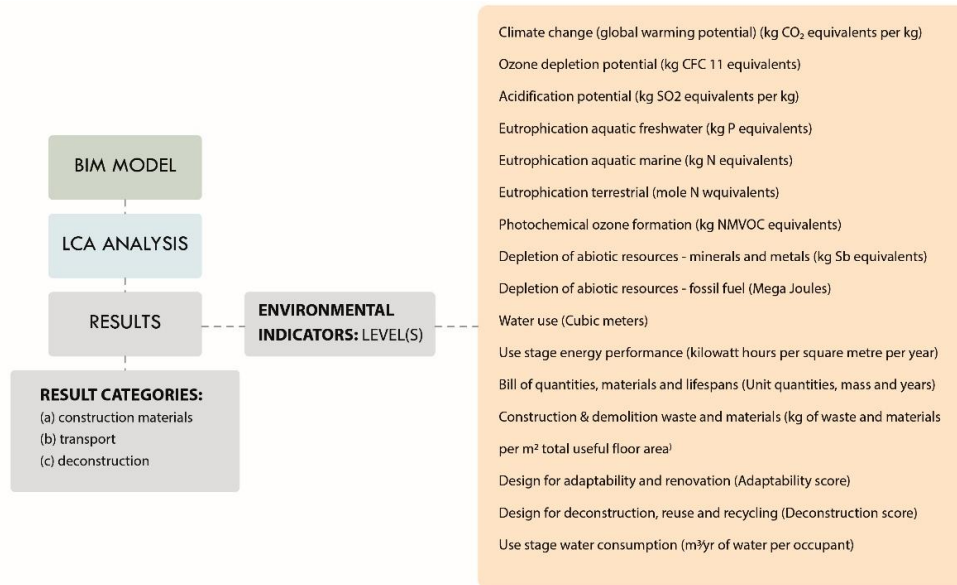 BIM MODEL
LCA ANALYSIS
RESULTS
RESULT CATEGORIES:
(a) construction materials
(b) transport
(c) deconstruction
ENVIRONMENTAL
INDICATORS: LEVEL(S)
Climate change (global warming potential) (kg CO₂ equivalents per kg)
Ozone depletion potential (kg CFC 11 equivalents)
Acidification potential (kg SO2 equivalents per kg)
Eutrophication aquatic freshwater (kg P equivalents)
Eutrophication aquatic marine (kg N equivalents)
Eutrophication terrestrial (mole N wquivalents)
Photochemical ozone formation (kg NMVOC equivalents)
Depletion of abiotic resources - minerals and metals (kg Sb equivalents)
Depletion of abiotic resources - fossil fuel (Mega Joules)
Water use (Cubic meters)
Use stage energy performance (kilowatt hours per square metre per year)
Bill of quantities, materials and lifespans (Unit quantities, mass and years)
Construction & demolition waste and materials (kg of waste and materials
per m² total useful floor area⁾
Design for adaptability and renovation (Adaptability score)
Design for deconstruction, reuse and recycling (Deconstruction score)
Use stage water consumption (m³/yr of water per occupant)